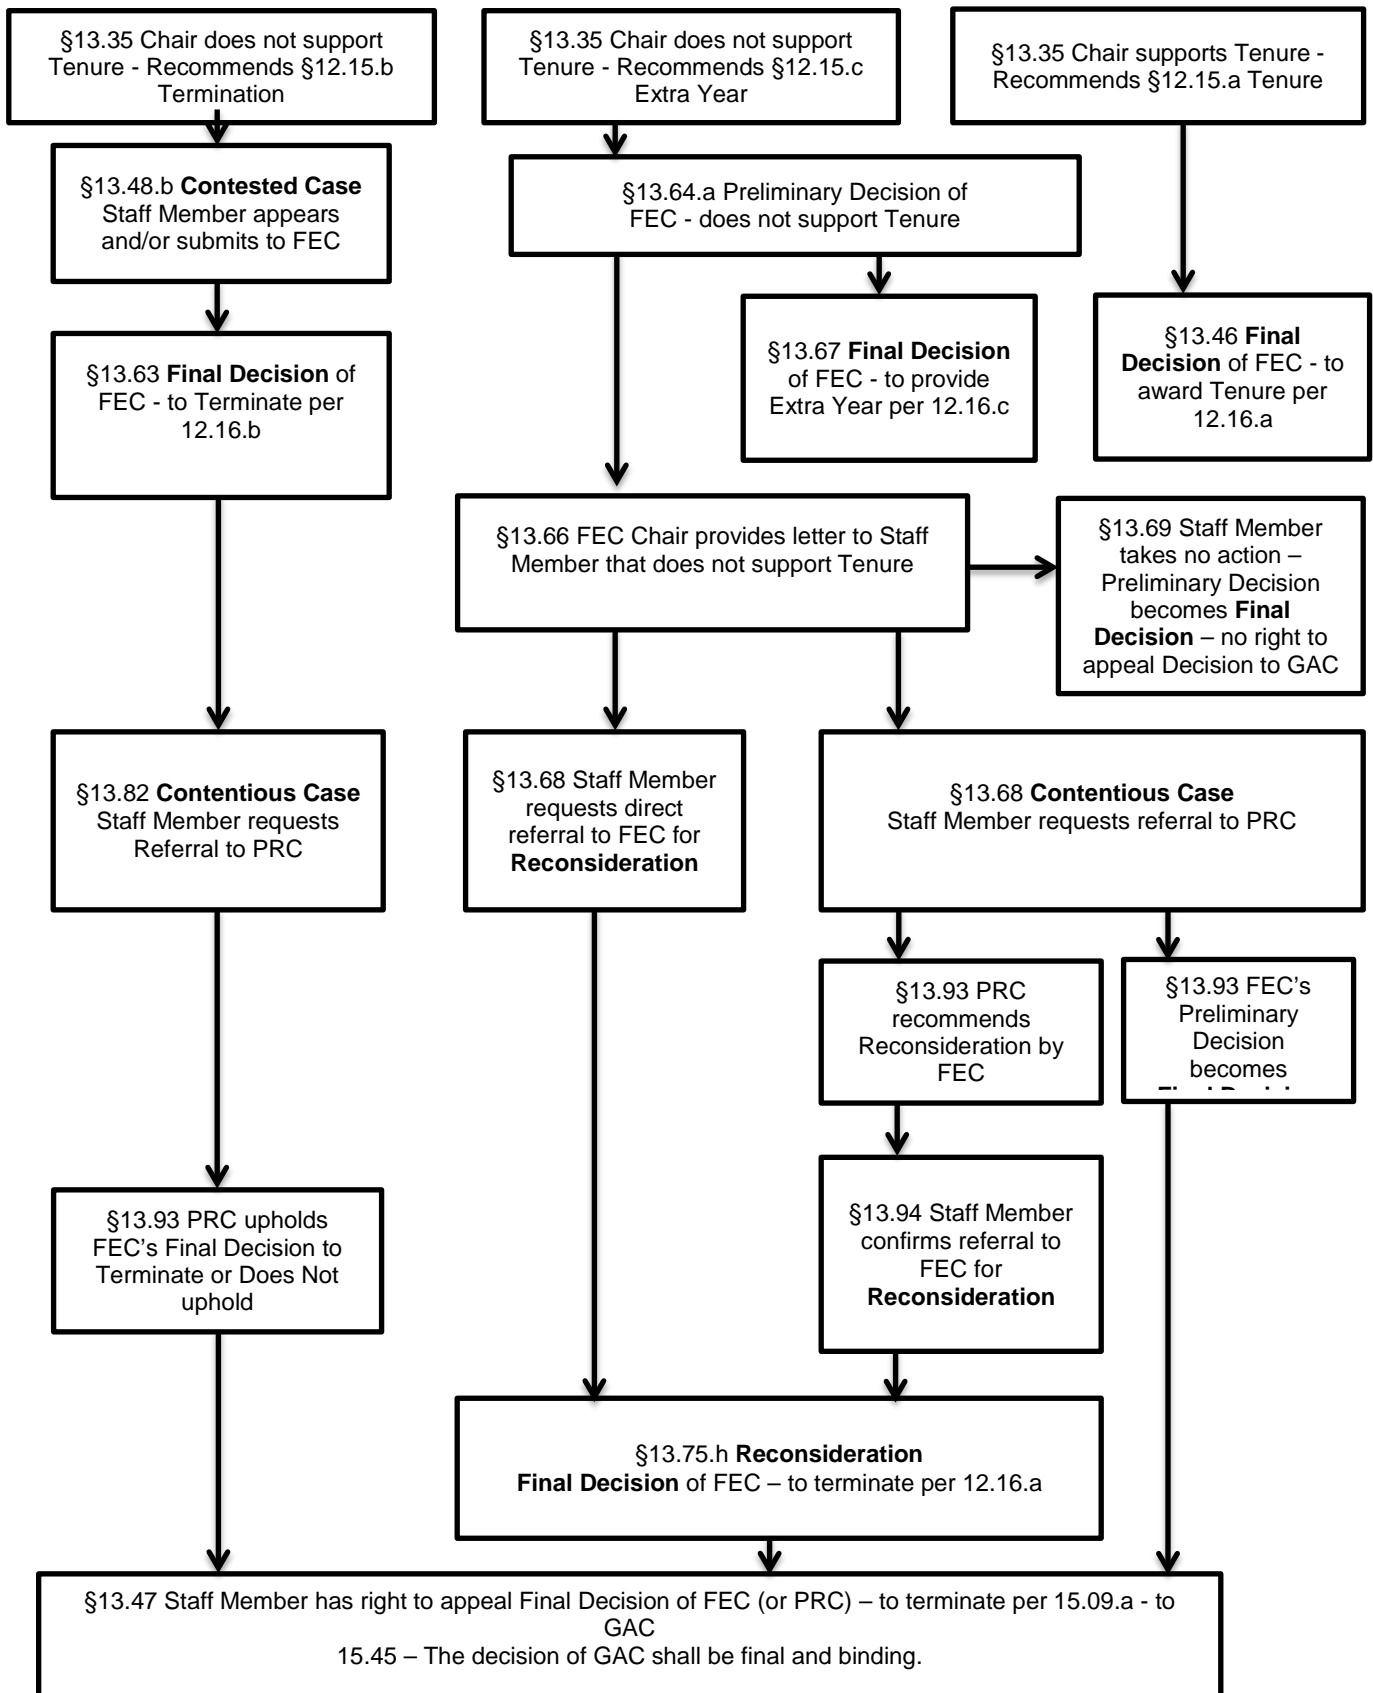 §13.35 Chair does not support
Tenure - Recommends §12.15.b
Termination
§13.35 Chair does not support
Tenure - Recommends §12.15.c
Extra Year
§13.35 Chair supports Tenure -
Recommends §12.15.a Tenure
§13.48.b Contested Case
Staff Member appears
and/or submits to FEC
§13.64.a Preliminary Decision of
FEC - does not support Tenure
§13.63 Final Decision of
FEC - to Terminate per
12.16.b
§13.67 Final Decision
of FEC - to provide
Extra Year per 12.16.c
§13.46 Final
Decision of FEC - to
award Tenure per
12.16.a
§13.66 FEC Chair provides letter to Staff
Member that does not support Tenure
§13.69 Staff Member
takes no action –
Preliminary Decision
becomes Final
Decision – no right to
appeal Decision to GAC
§13.82 Contentious Case
Staff Member requests
Referral to PRC
§13.68 Staff Member
requests direct
referral to FEC for
Reconsideration
§13.68 Contentious Case
Staff Member requests referral to PRC
§13.93 PRC
recommends
Reconsideration by
FEC
§13.93 FEC’s
Preliminary
Decision
becomes
§13.93 PRC upholds
FEC’s Final Decision to
Terminate or Does Not
uphold
§13.94 Staff Member
confirms referral to
FEC for
Reconsideration
§13.75.h Reconsideration
Final Decision of FEC – to terminate per 12.16.a
§13.47 Staff Member has right to appeal Final Decision of FEC (or PRC) – to terminate per 15.09.a - to
GAC
15.45 – The decision of GAC shall be final and binding.